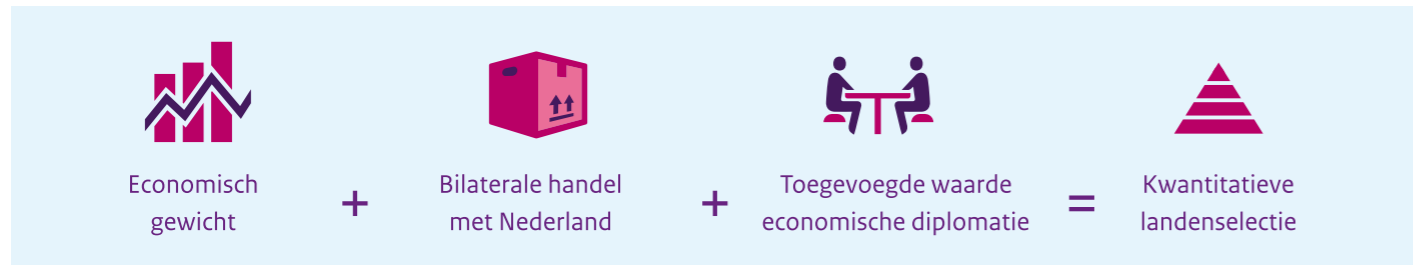 Economisch
gewicht
+
Bilaterale handel
met Nederland
+
Toegevoegde waarde
economische diplomatie
=
Kwantitatieve
landenselectie